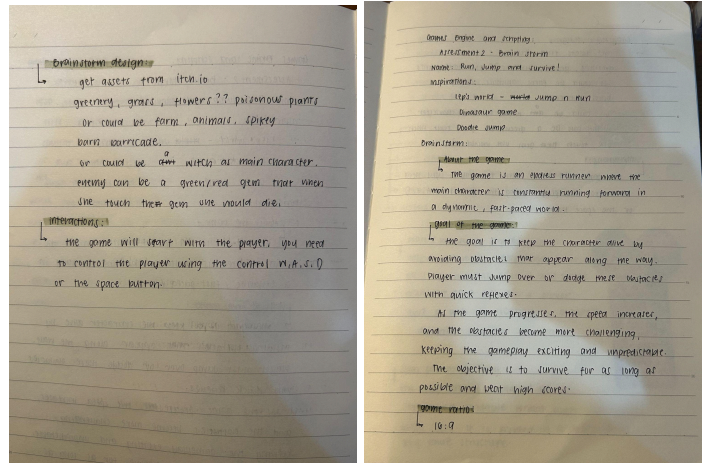 Brainstorm design:
get assets from itch.io
greenery, grass, flowers?? poisonous plants
or could be farm, animals, spikey
barn barricade.
or could be a witch as main character.
enemy can be a green/red gem that when
she touch the gem she would die.
Interactions:
the game will start with the player, you need
to control the player using the control W.A.S.D
or the space button.
Games Engine and Scripting:
Assessment 2 - Brain storm
Name: Run, Jump and survive!
Inspirations:
Lep's world - Jump n Run
Dinosaur game
Doodle Jump
Brainstorm:
About the game:
The game is an endless runner where the
main character is constantly running forward in
a dynamic, fast-paced world.
goal of the game:
the goal is to keep the character alive by
avoiding obstacles that appear along the way.
Player must jump over or dodge these obstacles
with quick reflexes.
As the game progresses, the speed increases,
and the obstacles become more challenging,
keeping the gameplay exciting and unpredictable.
The objective is to survive for as long as
possible and beat high scores.
game ratio:
16:9